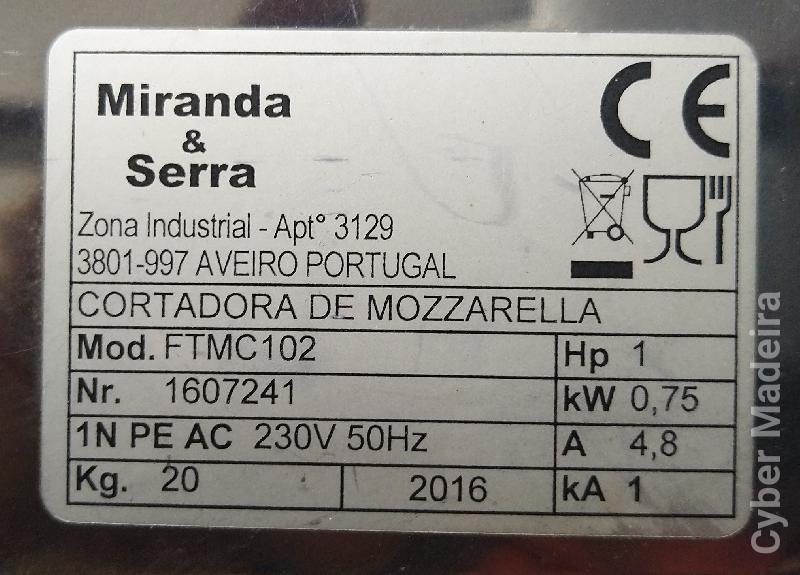 Miranda
&
Serra
CE
Zona Industrial - Aptº 3129
3801-997 AVEIRO PORTUGAL
CORTADORA DE MOZZARELLA
Mod. FTMC102
Hp 1
Nr. 1607241
kW 0,75
1N PE AC 230V 50Hz
A 4,8
Kg. 20
2016
kA 1
Cyber Madeira